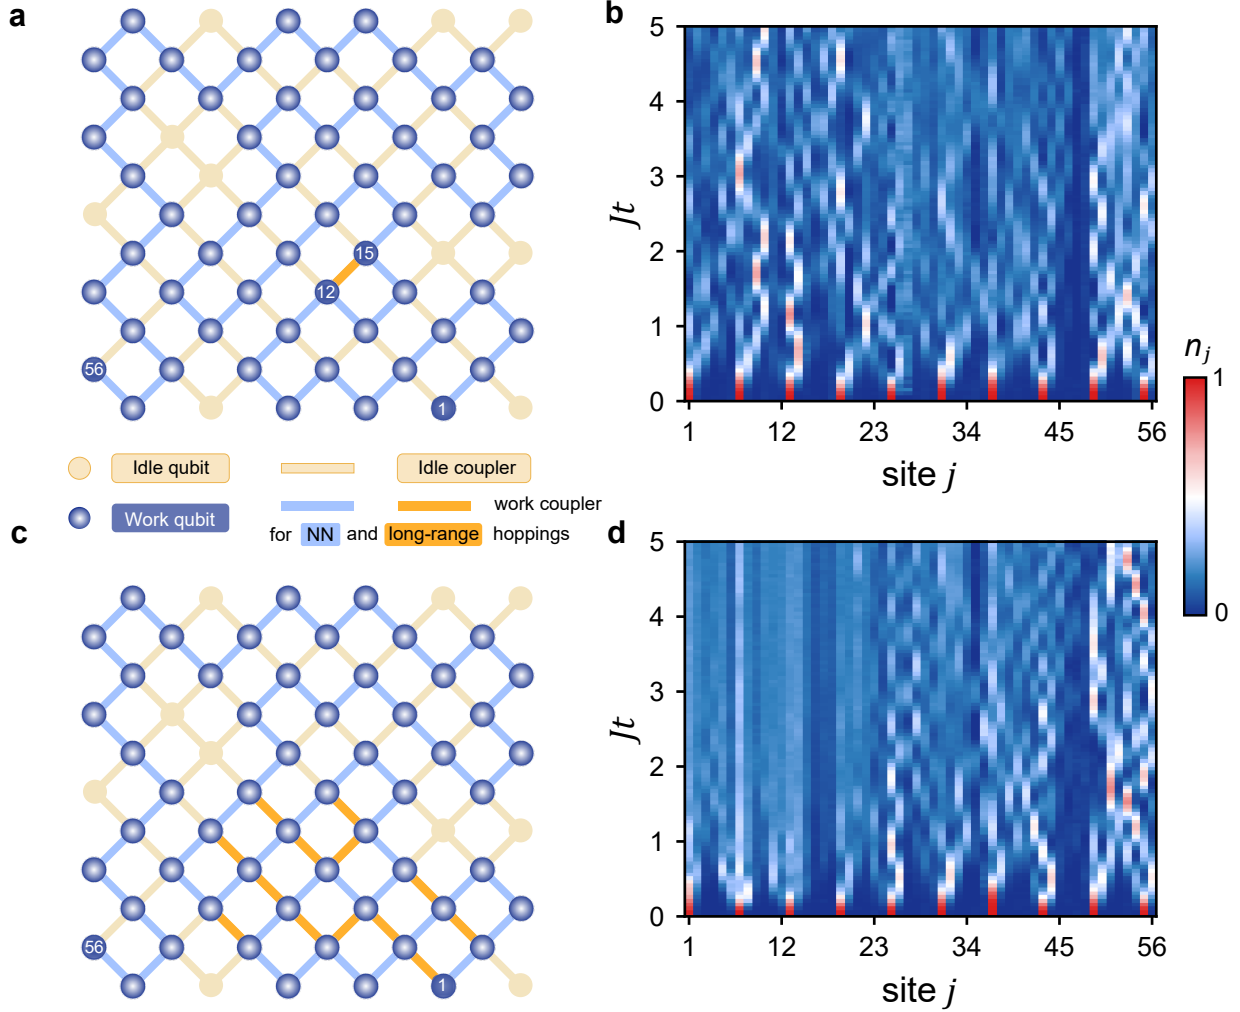 a
15
12
56
1
Idle qubit
Idle coupler
Work qubit
work coupler
for NN and long-range hoppings
b
5
4
3
2
1
0
Jt
1 12 23 34 45 56
site j
n_j
1
0
c
56
1
d
5
4
3
2
1
0
Jt
1 12 23 34 45 56
site j